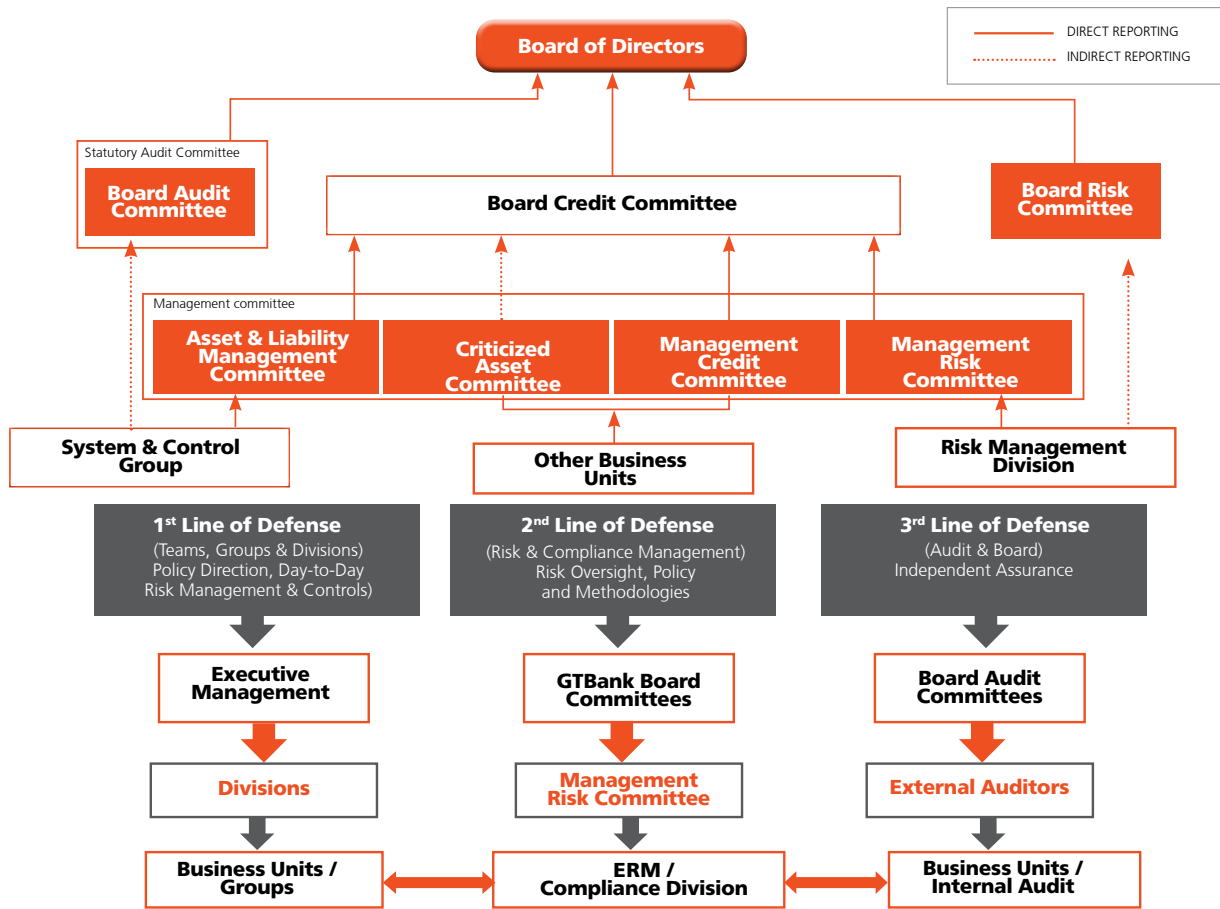 Board of Directors
DIRECT REPORTING
INDIRECT REPORTING
Statutory Audit Committee
Board Audit
Committee
Board Credit Committee
Board Risk
Committee
Management committee
Asset & Liability
Management
Committee
Criticized
Asset
Committee
Management
Credit
Committee
Management
Risk
Committee
System & Control
Group
Other Business
Units
Risk Management
Division
1st Line of Defense
(Teams, Groups & Divisions)
Policy Direction, Day-to-Day
Risk Management & Controls)
2nd Line of Defense
(Risk & Compliance Management)
Risk Oversight, Policy
and Methodologies
3rd Line of Defense
(Audit & Board)
Independent Assurance
Executive
Management
GTBank Board
Committees
Board Audit
Committees
Divisions
Management
Risk Committee
External Auditors
Business Units /
Groups
ERM /
Compliance Division
Business Units /
Internal Audit